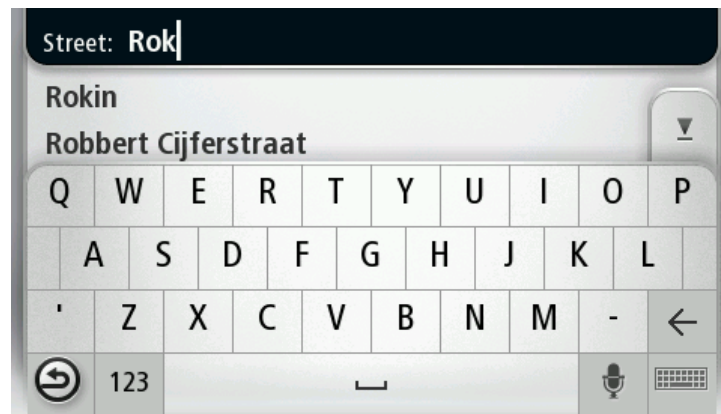 Street: Rok
Rokin
Robbert Cijferstraat
Q W E R T Y U I O P
A S D F G H J K L
' Z X C V B N M -
123